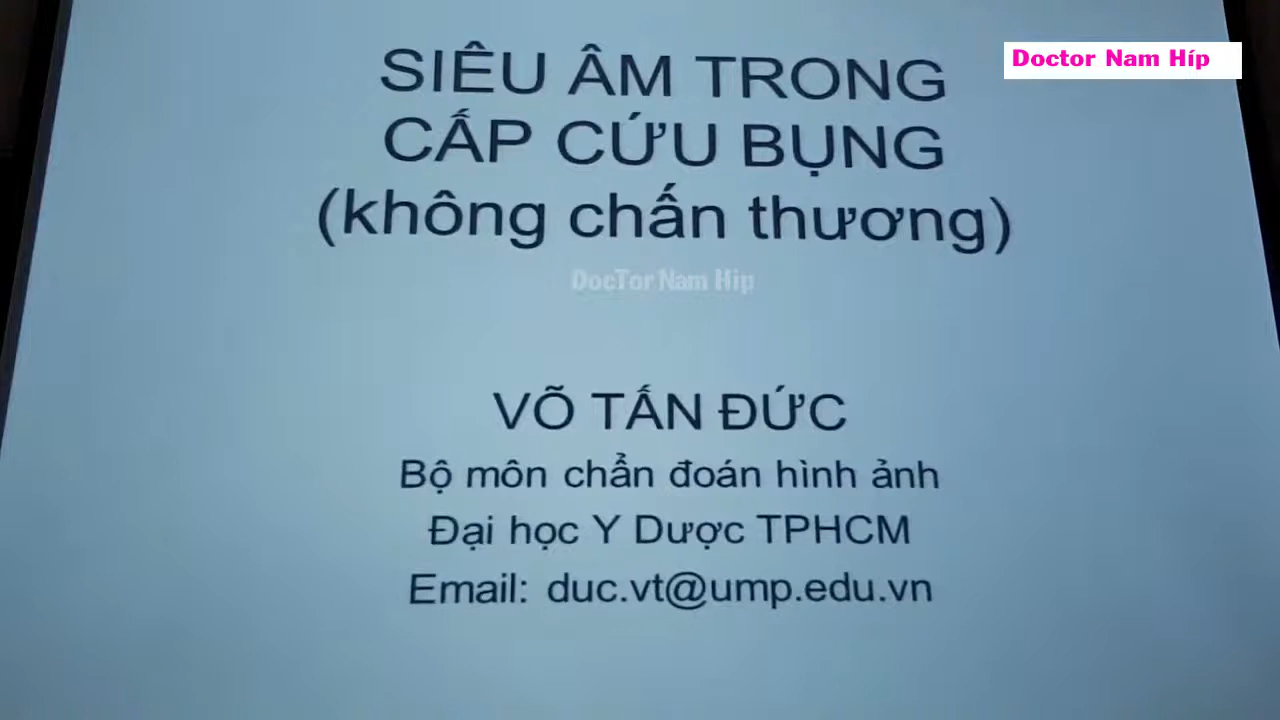 Doctor Nam Híp
SIÊU ÂM TRONG
CẤP CỨU BỤNG
(không chấn thương)
DocTor Nam Hip
VÕ TẤN ĐỨC
Bộ môn chẩn đoán hình ảnh
Đại học Y Dược TPHCM
Email: duc.vt@ump.edu.vn